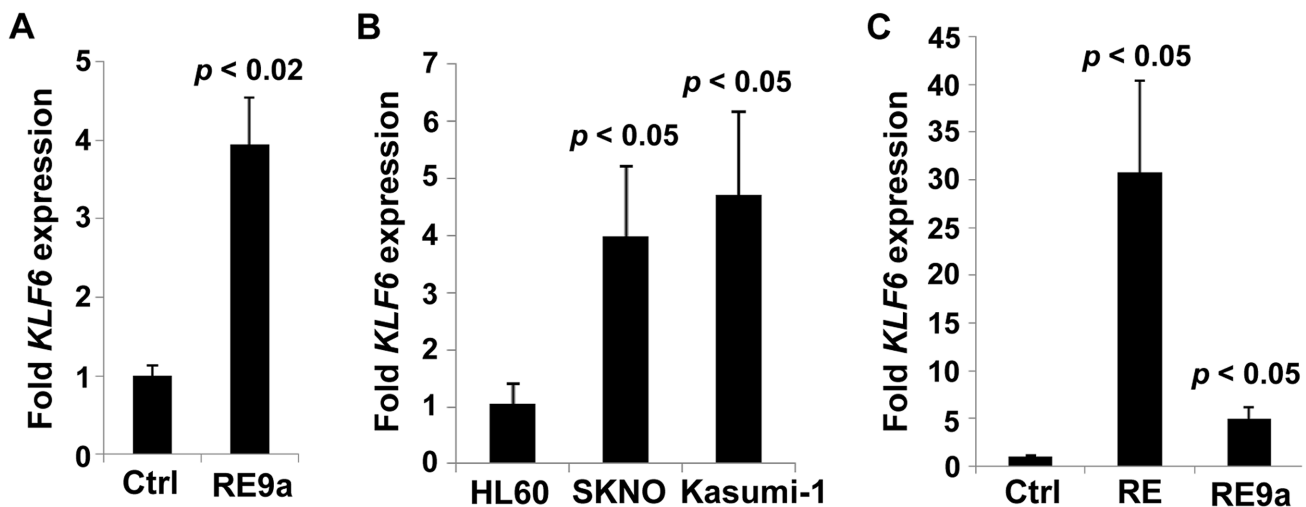 A
Fold KLF6 expression
5
4
3
2
1
0
p < 0.02
Ctrl RE9a
B
Fold KLF6 expression
7
6
5
4
3
2
1
0
p < 0.05
p < 0.05
HL60 SKNO Kasumi-1
C
Fold KLF6 expression
45
40
35
30
25
20
15
10
5
0
p < 0.05
p < 0.05
Ctrl RE RE9a